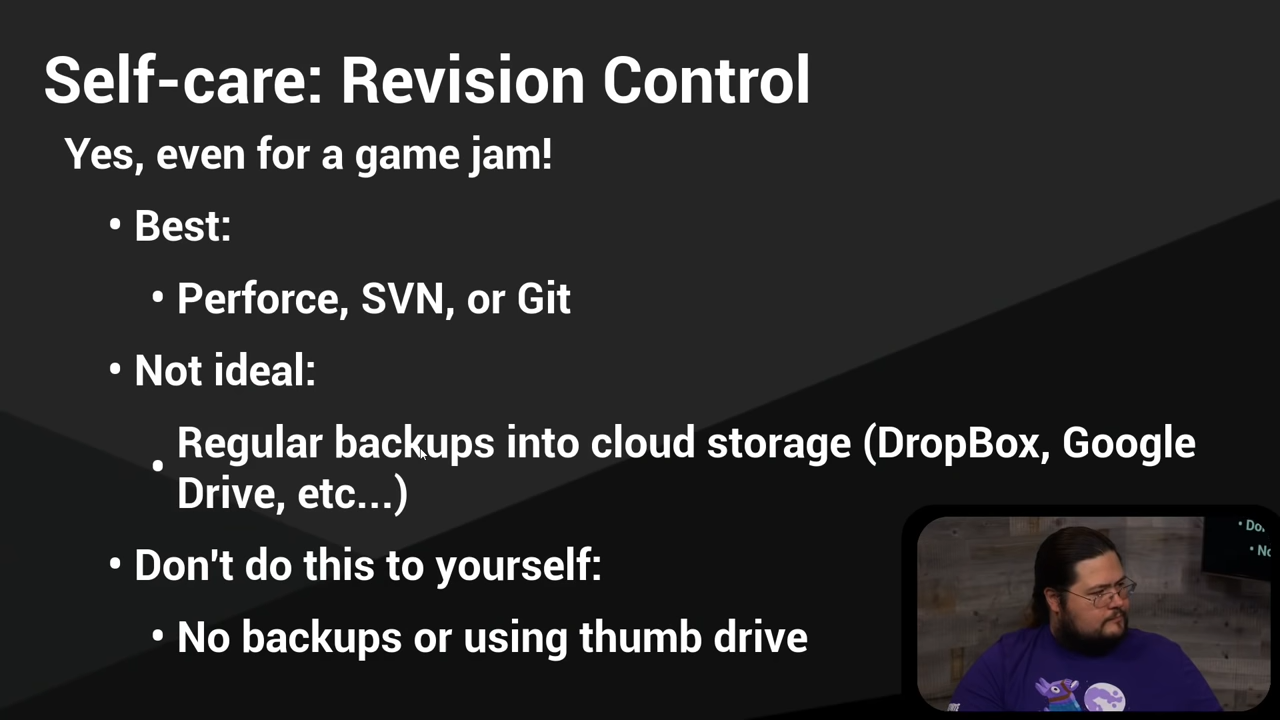 Self-care: Revision Control
Yes, even for a game jam!
• Best:
• Perforce, SVN, or Git
• Not ideal:
• Regular backups into cloud storage (DropBox, Google
Drive, etc...)
• Don't do this to yourself:
• No backups or using thumb drive